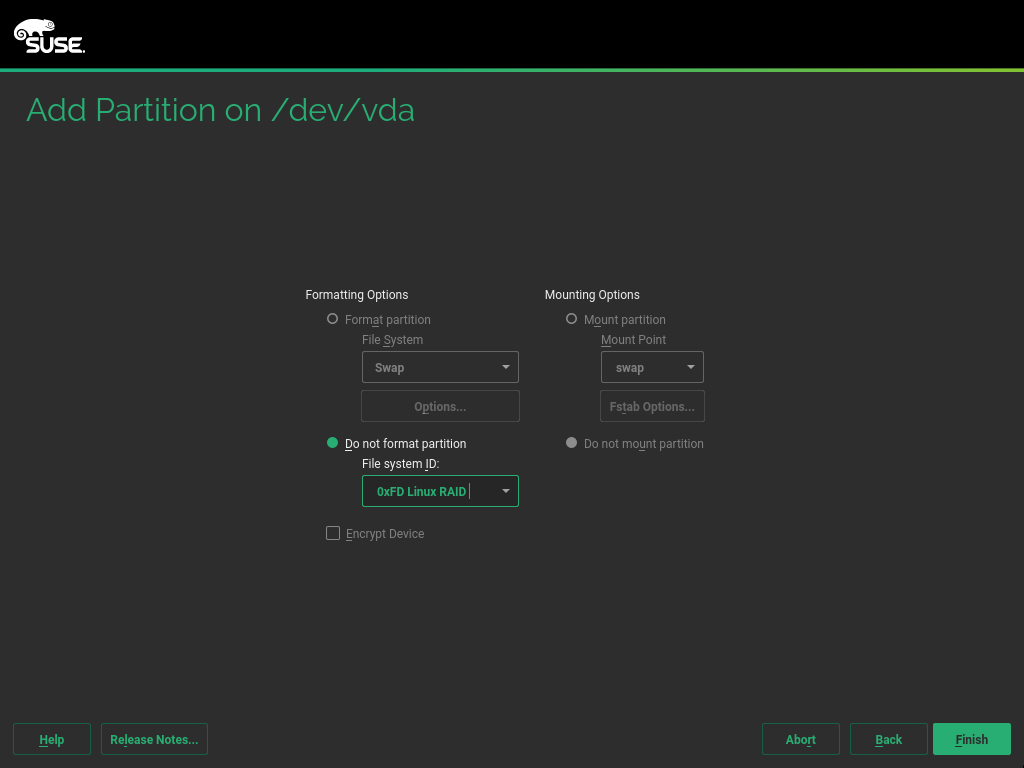 SUSE.
Add Partition on /dev/vda
Formatting Options
Format partition
File System
Swap
Options...
Do not format partition
File system ID:
0xFD Linux RAID
Encrypt Device
Mounting Options
Mount partition
Mount Point
swap
Fstab Options...
Do not mount partition
Help
Release Notes...
Abort
Back
Finish